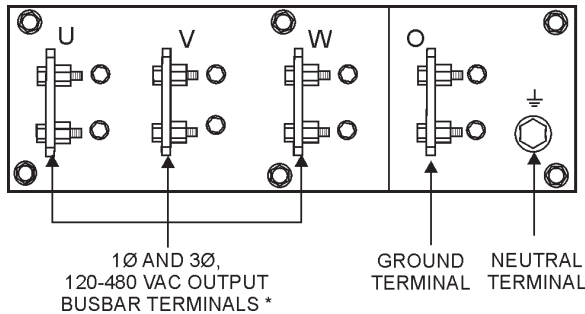 U V W O
1Ø AND 3Ø,
120-480 VAC OUTPUT
BUSBAR TERMINALS *
GROUND
TERMINAL
NEUTRAL
TERMINAL